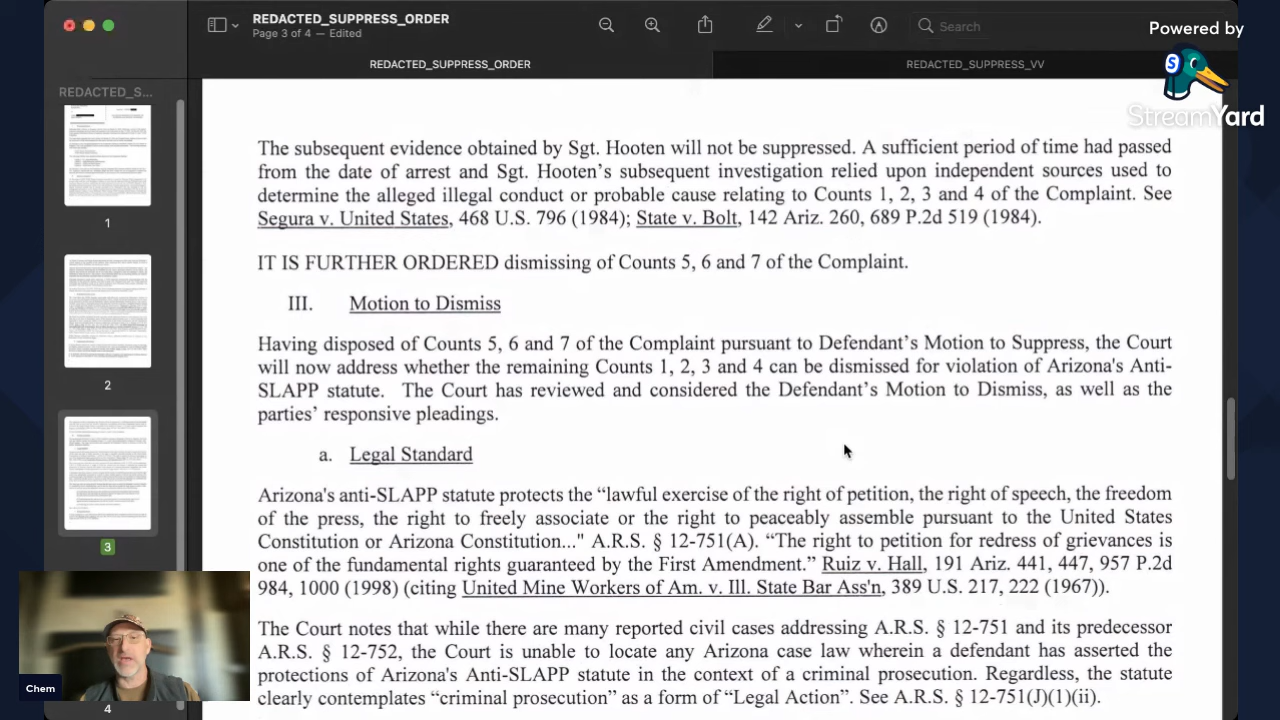 REDACTED_SUPPRESS_ORDER
Page 3 of 4 – Edited
Search
Powered by
S
StreamYard
REDACTED_SUPPRESS_ORDER
REDACTED_SUPPRESS_VV
REDACTED_S...
1
2
3
4
The subsequent evidence obtained by Sgt. Hooten will not be suppressed. A sufficient period of time had passed
from the date of arrest and Sgt. Hooten’s subsequent investigation relied upon independent sources used to
determine the alleged illegal conduct or probable cause relating to Counts 1, 2, 3 and 4 of the Complaint. See
Segura v. United States, 468 U.S. 796 (1984); State v. Bolt, 142 Ariz. 260, 689 P.2d 519 (1984).
IT IS FURTHER ORDERED dismissing of Counts 5, 6 and 7 of the Complaint.
III. Motion to Dismiss
Having disposed of Counts 5, 6 and 7 of the Complaint pursuant to Defendant’s Motion to Suppress, the Court
will now address whether the remaining Counts 1, 2, 3 and 4 can be dismissed for violation of Arizona's Anti-
SLAPP statute. The Court has reviewed and considered the Defendant’s Motion to Dismiss, as well as the
parties’ responsive pleadings.
a. Legal Standard
Arizona's anti-SLAPP statute protects the “lawful exercise of the right of petition, the right of speech, the freedom
of the press, the right to freely associate or the right to peaceably assemble pursuant to the United States
Constitution or Arizona Constitution..." A.R.S. § 12-751(A). “The right to petition for redress of grievances is
one of the fundamental rights guaranteed by the First Amendment.” Ruiz v. Hall, 191 Ariz. 441, 447, 957 P.2d
984, 1000 (1998) (citing United Mine Workers of Am. v. Ill. State Bar Ass'n, 389 U.S. 217, 222 (1967)).
The Court notes that while there are many reported civil cases addressing A.R.S. § 12-751 and its predecessor
A.R.S. § 12-752, the Court is unable to locate any Arizona case law wherein a defendant has asserted the
protections of Arizona's Anti-SLAPP statute in the context of a criminal prosecution. Regardless, the statute
clearly contemplates “criminal prosecution” as a form of “Legal Action”. See A.R.S. § 12-751(J)(1)(ii).
Chem